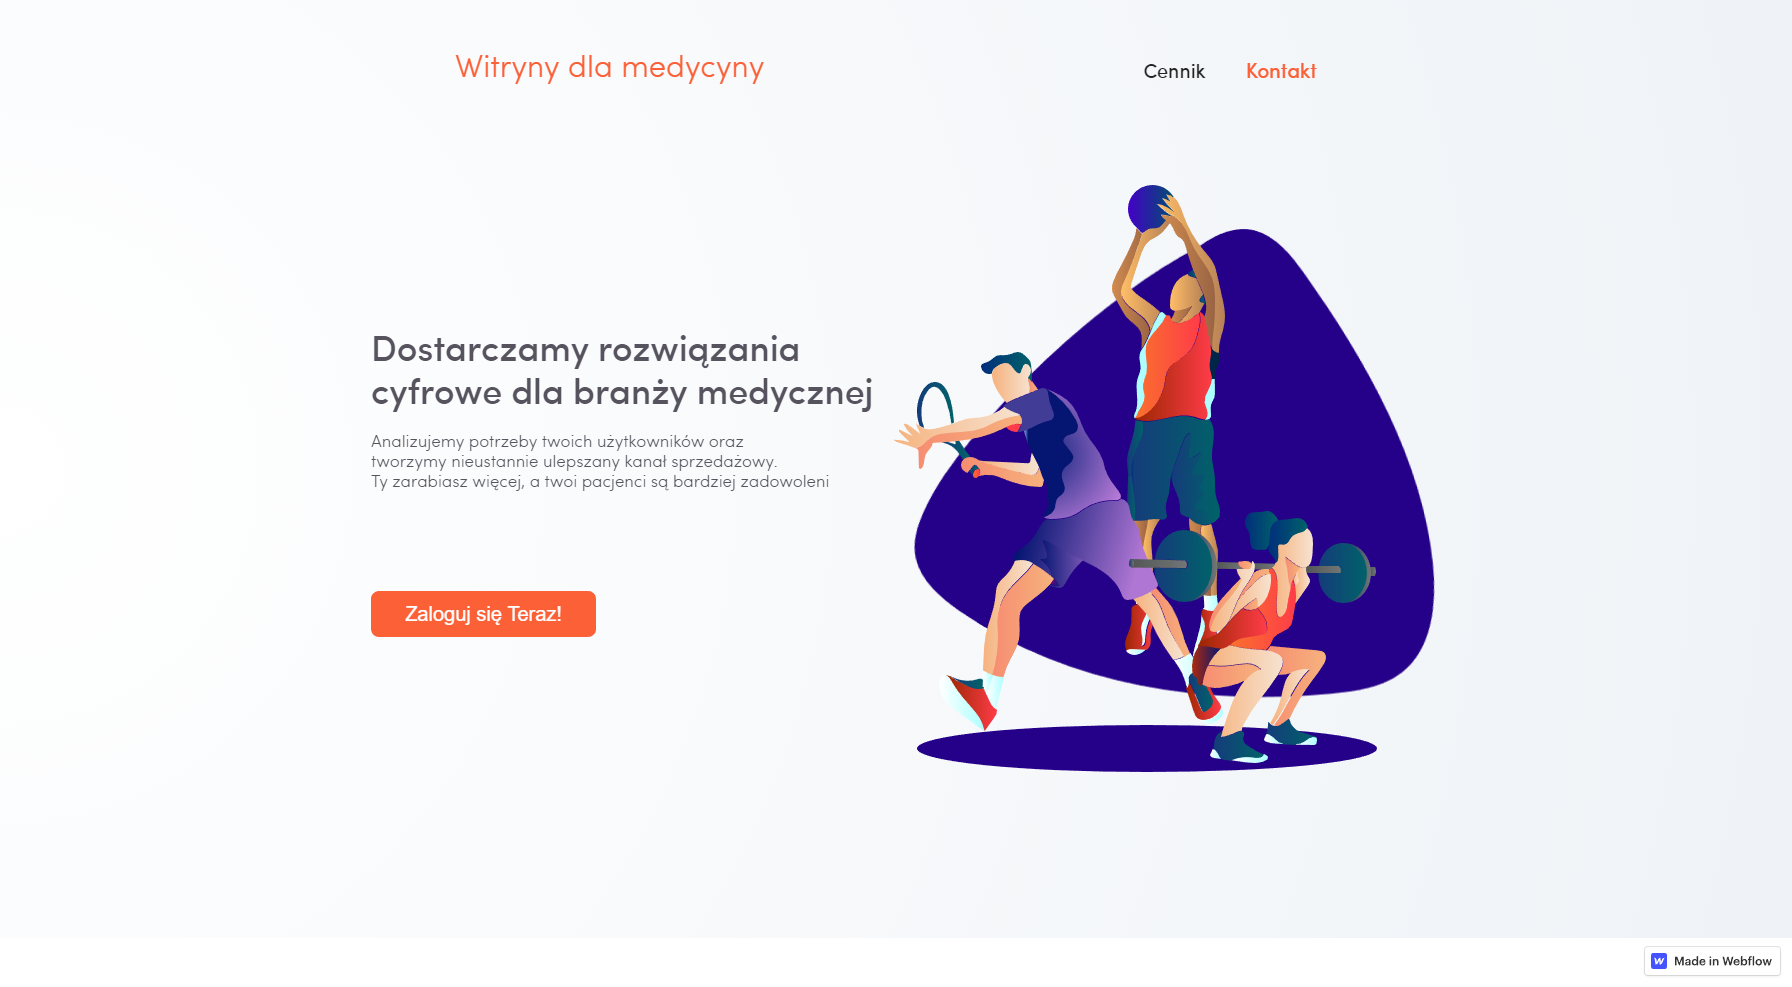 Witryny dla medycyny
Cennik
Kontakt
Dostarczamy rozwiązania
cyfrowe dla branży medycznej
Analizujemy potrzeby twoich użytkowników oraz
tworzymy nieustannie ulepszany kanał sprzedażowy.
Ty zarabiasz więcej, a twoi pacjenci są bardziej zadowoleni
Zaloguj się Teraz!
Made in Webflow